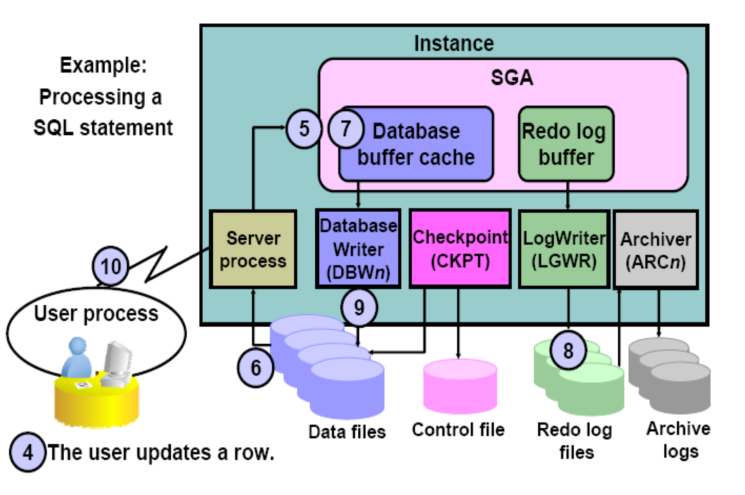 Instance
Example:
Processing a
SQL statement
SGA
5
7
Database
buffer cache
Redo log
buffer
Server
process
Database
Writer
(DBWn)
Checkpoint
(CKPT)
LogWriter
(LGWR)
Archiver
(ARCn)
10
User process
9
6
8
Data files
Control file
Redo log
files
Archive
logs
4 The user updates a row.